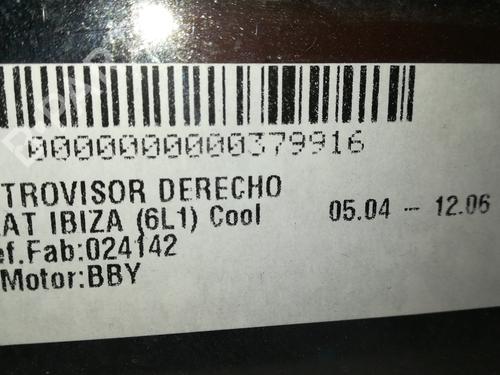 0000000000379916
TROVISOR DERECHO
AT IBIZA (6L1) Cool 05.04 - 12.06
ef.Fab:024142
Motor:BBY